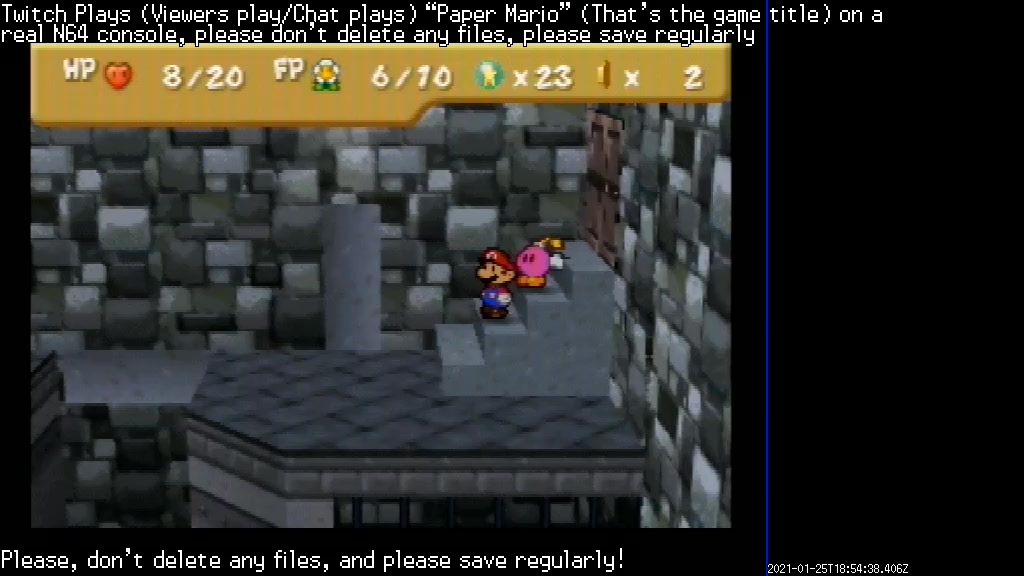 Twitch Plays (Viewers play/Chat plays) “Paper Mario” (That’s the game title) on a
real N64 console, please don’t delete any files, please save regularly
HP 8/20 FP 6/10 x23 x 2
Please, don’t delete any files, and please save regularly!
2021-01-25T18:54:38.406Z